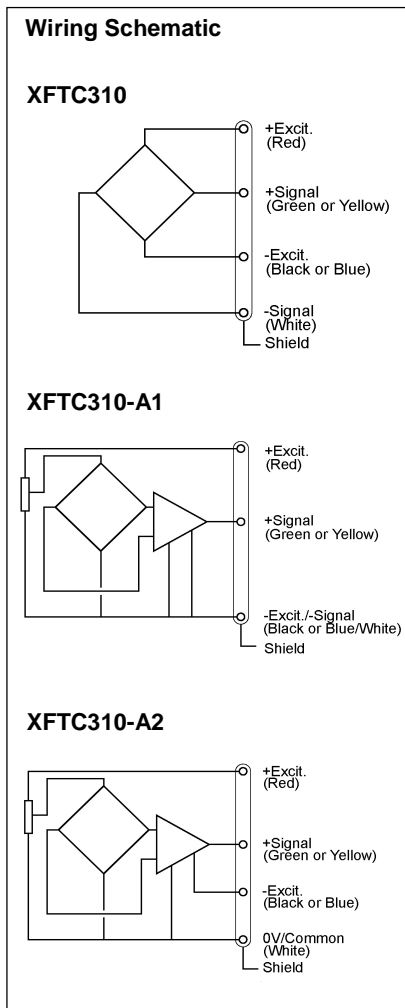 Wiring Schematic
XFTC310
+Excit.
(Red)
+Signal
(Green or Yellow)
-Excit.
(Black or Blue)
-Signal
(White)
Shield
XFTC310-A1
+Excit.
(Red)
+Signal
(Green or Yellow)
-Excit./-Signal
(Black or Blue/White)
Shield
XFTC310-A2
+Excit.
(Red)
+Signal
(Green or Yellow)
-Excit.
(Black or Blue)
0V/Common
(White)
Shield